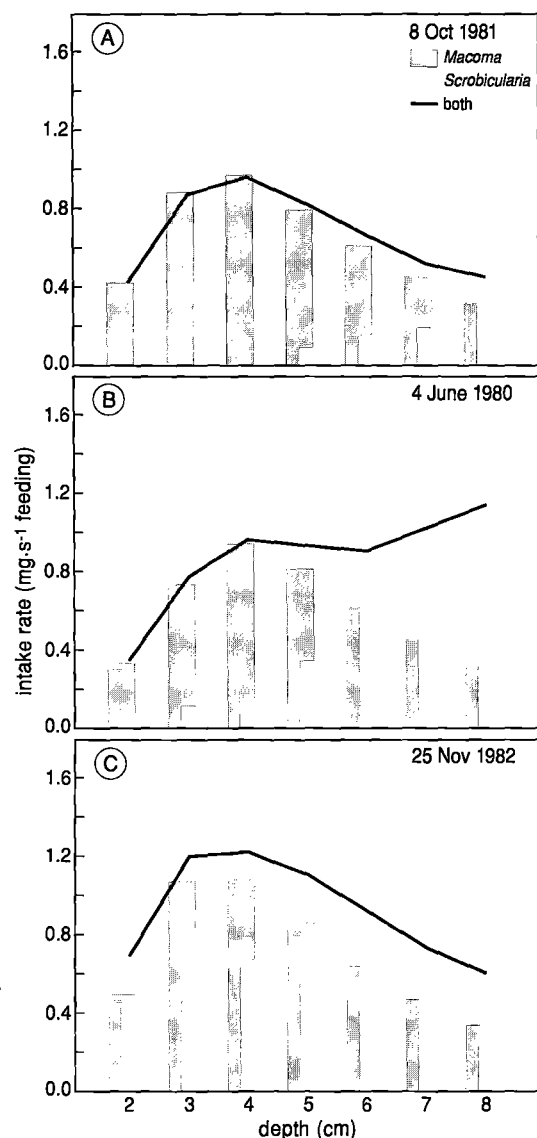 A
8 Oct 1981
Macoma
Scrobicularia
both
1.6
1.2
0.8
0.4
0.0
B
4 June 1980
1.6
1.2
0.8
0.4
0.0
intake rate (mg·s⁻¹ feeding)
C
25 Nov 1982
1.6
1.2
0.8
0.4
0.0
2 3 4 5 6 7 8
depth (cm)